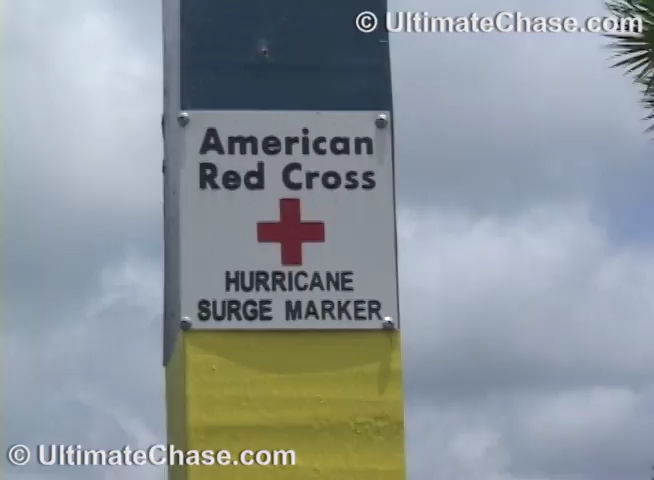 © UltimateChase.com
American
Red Cross
HURRICANE
SURGE MARKER
© UltimateChase.com